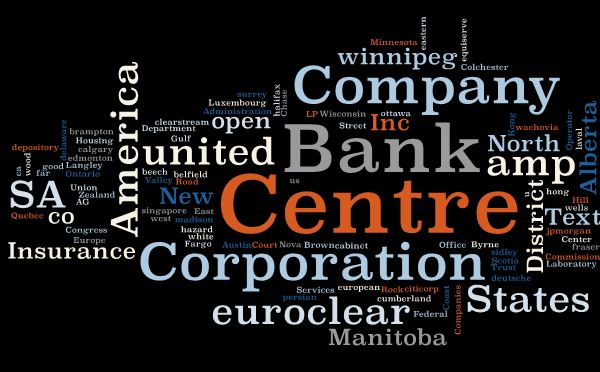 Minnesota
eastern
equiserve
winnipeg
Colchester
Company
America
surrey
halifax
Chase
Luxembourg
Administration
LP Wisconsin
ottawa
Kong
Alberta
Operator
laval
delaware
clearstream
open
Street
Inc
wachovia
brampton
Department
Housing
Gulf
depository
calgary
ca
wood
good
edmonton
united
Bank
North
far
Langley
Ontario
beech
belfield
amp
Valley
Road
us
SA
Union
Zealand
AG
New
Centre
District
u
hong
Hill
wells
Quebec
co
singapore
East
west
madison
Text
Congress
hazard
white
jpmorgan
Europe
Fargo
Austin
Court
Nova
Brown
cabinet
Office
Byrne
Center
fraser
Insurance
Corporation
sidley
Scotia
Trust
Commission
Laboratory
deutsche
Services
european
Rock
citicorp
persian
cumberland
Coast
Companies
States
euroclear
Federal
Manitoba